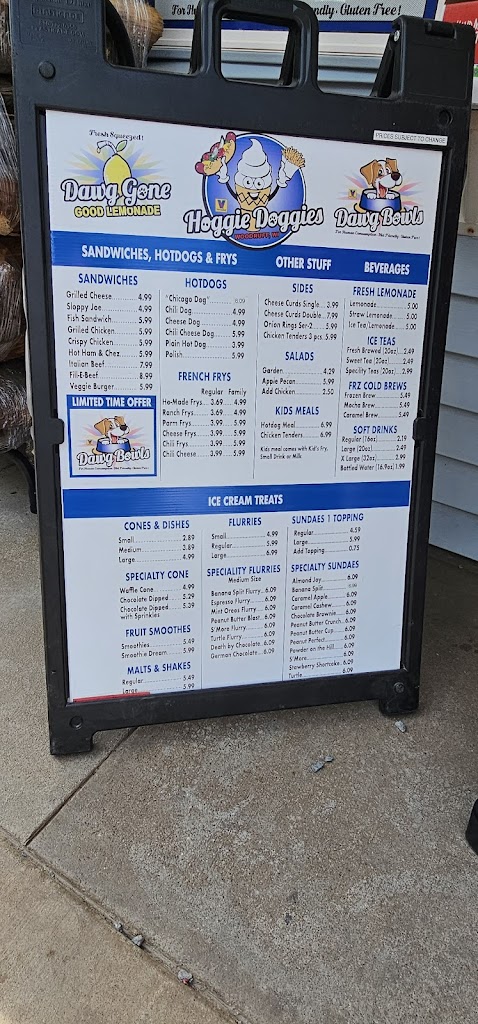 For Hu
ndly • Gluten Free!
PRICES SUBJECT TO CHANGE
Fresh Squeezed!
Dawg Gone
GOOD LEMONADE
Hoggie Doggies
WOODRUFF, WI
Dawg Bowls
SANDWICHES, HOTDOGS & FRYS
OTHER STUFF
BEVERAGES
SANDWICHES
Grilled Cheese 4.99
Sloppy Joe 4.99
Fish Sandwich 5.99
Grilled Chicken 5.99
Crispy Chicken 5.99
Hot Ham & Chez 5.99
Italian Beef 7.99
Fil-E-Beef 8.99
Veggie Burger 5.99
LIMITED TIME OFFER
Dawg Bowls
HOTDOGS
"Chicago Dog"
Chili Dog 4.99
Cheese Dog 4.99
Chili Cheese Dog 5.99
Plain Hot Dog 3.99
Polish 5.99
FRENCH FRYS
Regular Family
Ho-Made Frys 3.69 4.99
Ranch Frys 3.69 4.99
Parm Frys 3.99 5.99
Cheese Frys 3.99 5.99
Chili Frys 3.99 5.99
Chili Cheese 3.99 5.99
SIDES
Cheese Curds Single 3.99
Cheese Curds Double 7.99
Onion Rings Ser-2 5.99
Chicken Tenders 3 pcs 5.99
SALADS
Garden 4.29
Apple Pecan 5.99
Add Chicken 2.50
KIDS MEALS
Hotdog Meal 6.99
Chicken Tenders 6.99
Kids meal comes with Kid's Fry,
Small Drink or Milk
FRESH LEMONADE
Lemonade 5.00
Straw Lemonade 5.00
Ice Tea/Lemonade 5.00
ICE TEAS
Fresh Brewed (20oz) 2.49
Sweet Tea (20oz) 2.49
Speciality Teas (20oz) 2.99
FRZ COLD BREWS
Frozen Brew 5.49
Mocha Brew 5.49
Caramel Brew 5.49
SOFT DRINKS
Regular (16oz) 2.19
Large (20oz) 2.49
X Large (32oz) 2.99
Bottled Water (16.9oz) 1.99
ICE CREAM TREATS
CONES & DISHES
Small 2.89
Medium 3.89
Large 4.99
SPECIALTY CONE
Waffle Cone 4.99
Chocolate Dipped 5.29
Chocolate Dipped 5.39
with Sprinkles
FRUIT SMOOTHES
Smoothies 5.49
Smoothie Dream 5.99
MALTS & SHAKES
Regular 5.49
Large 5.99
FLURRIES
Small 4.99
Regular 5.99
Large 6.99
SPECIALTY FLURRIES
Medium Size
Banana Split Flurry 6.09
Espresso Flurry 6.09
Mint Oreos Flurry 6.09
Peanut Butter Blast 6.09
S'More Flurry 6.09
Turtle Flurry 6.09
Death by Chocolate 6.09
German Chocolate 6.09
SUNDAES 1 TOPPING
Regular 4.59
Large 5.99
Add Topping 0.75
SPECIALTY SUNDAES
Almond Joy 6.09
Banana Split
Caramel Apple 6.09
Caramel Cashew 6.09
Chocolate Brownie 6.09
Peanut Butter Crunch 6.09
Peanut Butter Cup 6.09
Peanut Perfect 6.09
Powder on the Hill 6.09
S'More 6.09
Strawberry Shortcake 6.09
Turtle 6.09